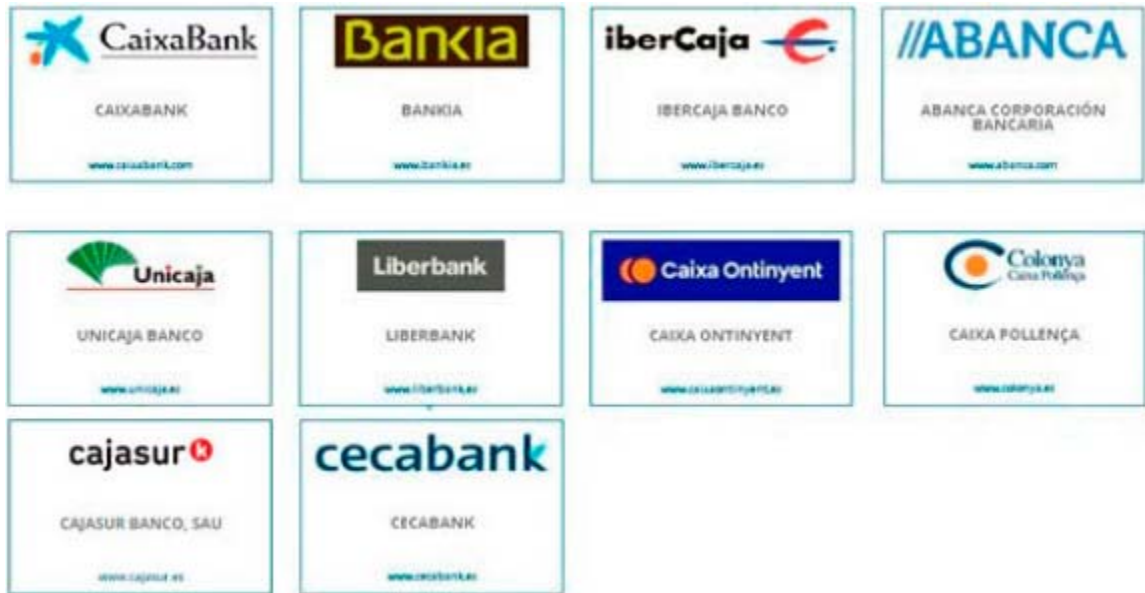 CaixaBank
CAIXABANK
www.caixabank.com
Bankia
BANKIA
www.bankia.es
iberCaja
IBERCAJA BANCO
www.ibercaja.es
//ABANCA
ABANCA CORPORACIÓN
BANCARIA
www.abanca.com
Unicaja
UNICAJA BANCO
www.unicaja.es
Liberbank
LIBERBANK
www.liberbank.es
Caixa Ontinyent
CAIXA ONTINYENT
www.caixaontinyent.es
Colonya
Caixa Pollença
CAIXA POLLENÇA
www.colonya.es
cajasur
CAJASUR BANCO, SAU
www.cajasur.es
cecabank
CECABANK
www.cecabank.es